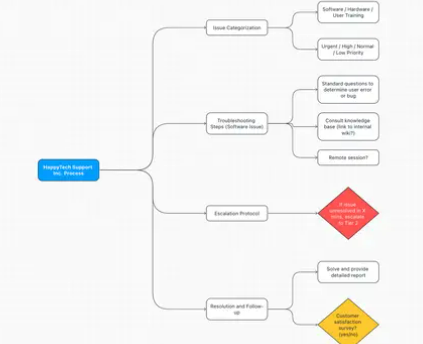 Software / Hardware /
User Training
Issue Categorization
Urgent / High / Normal
/ Low Priority
Standard questions to
determine user error
or bug
Troubleshooting
Steps (Software issue)
Consult knowledge
base (link to internal
wiki?)
Remote session?
HappyTech Support
Inc. Process
If issue
unresolved in
mins, escalate
to Tier 2
Escalation Protocol
Solve and provide
detailed report
Resolution and Follow-
up
Customer
satisfaction
survey?
(yes/no)